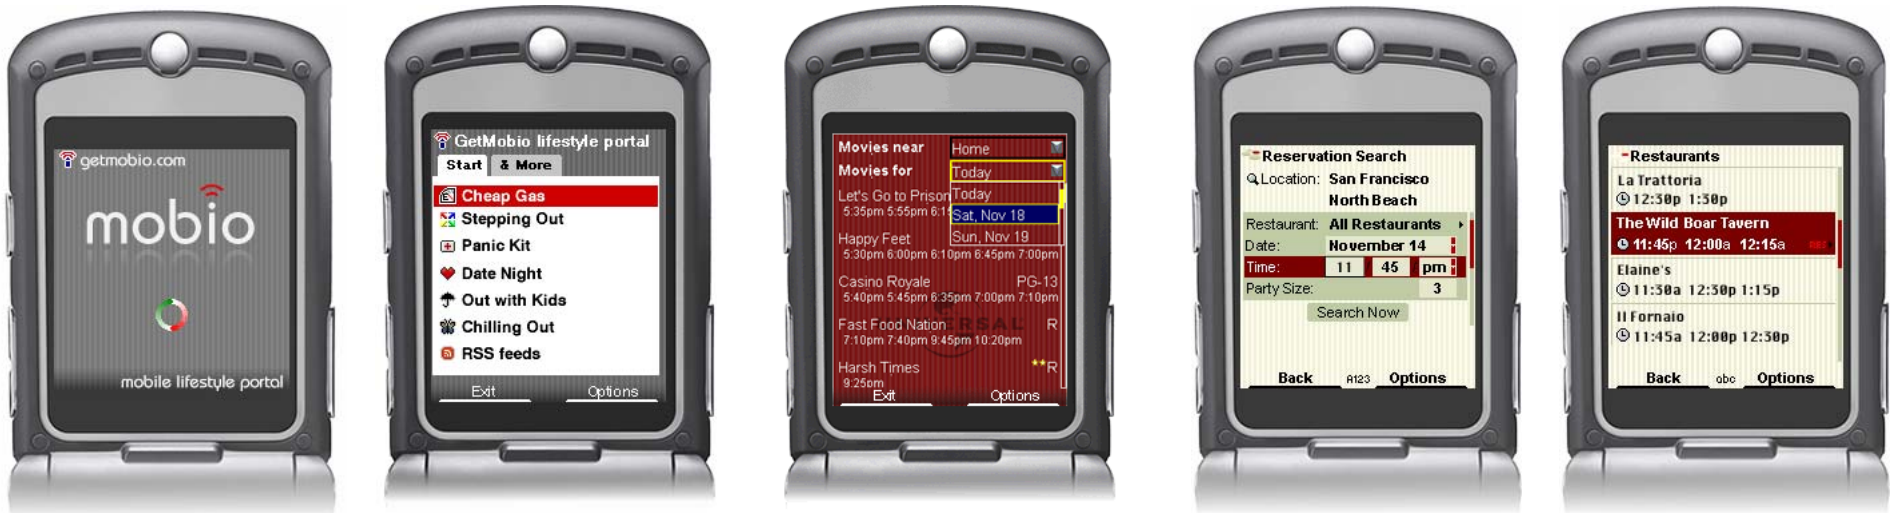 getmobio.com
mobio
mobile lifestyle portal
GetMobio lifestyle portal
Start & More
Cheap Gas
Stepping Out
Panic Kit
Date Night
Out with Kids
Chilling Out
RSS feeds
Exit Options
Movies near Home
Movies for Today
Today
Sat, Nov 18
Sun, Nov 19
Let's Go to Prison
5:35pm 5:55pm
Happy Feet
5:30pm 6:00pm 6:10pm 6:45pm 7:00pm
Casino Royale PG-13
5:40pm 5:45pm 6:35pm 7:00pm 7:10pm
Fast Food Nation R
7:10pm 7:40pm 9:45pm 10:20pm
Harsh Times **R
9:25pm
Exit Options
Reservation Search
Location: San Francisco
North Beach
Restaurant: All Restaurants
Date: November 14
Time: 11 45 pm
Party Size: 3
Search Now
Back A123 Options
Restaurants
La Trattoria
12:30p 1:30p
The Wild Boar Tavern
11:45p 12:00a 12:15a
Elaine's
11:30a 12:30p 1:15p
Il Fornaio
11:45a 12:00p 12:30p
Back abc Options